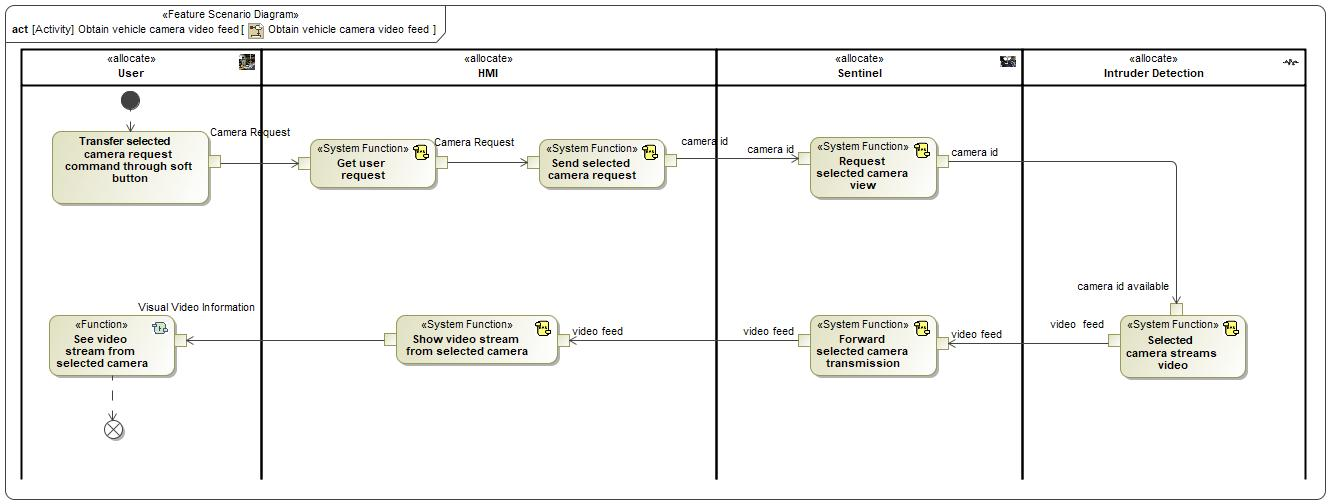 «Feature Scenario Diagram»
act [Activity] Obtain vehicle camera video feed [ Obtain vehicle camera video feed ]
«allocate»
User
«allocate»
HMI
«allocate»
Sentinel
«allocate»
Intruder Detection
Transfer selected
camera request
command through soft
button
Camera Request
«System Function»
Get user
request
Camera Request
«System Function»
Send selected
camera request
camera id
camera id
«System Function»
Request
selected camera
view
camera id
camera id available
Visual Video Information
«Function»
See video
stream from
selected camera
«System Function»
Show video stream
from selected camera
video feed
video feed
«System Function»
Forward
selected camera
transmission
video feed
video feed
«System Function»
Selected
camera streams
video